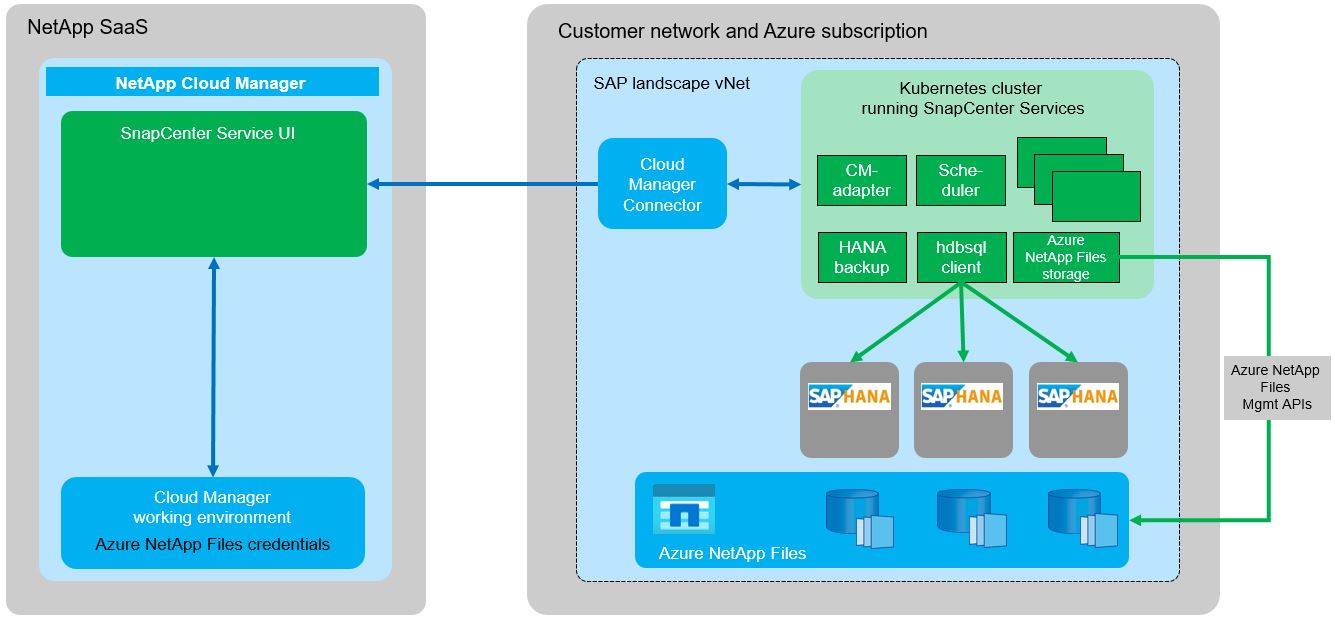 NetApp SaaS
NetApp Cloud Manager
SnapCenter Service UI
Cloud Manager
working environment
Azure NetApp Files credentials
Customer network and Azure subscription
SAP landscape vNet
Cloud
Manager
Connector
Kubernetes cluster
running SnapCenter Services
CM-
adapter
Sche-
duler
HANA
backup
hdbsql
client
Azure
NetApp Files
storage
SAP HANA
SAP HANA
SAP HANA
Azure NetApp
Files
Mgmt APIs
Azure NetApp Files